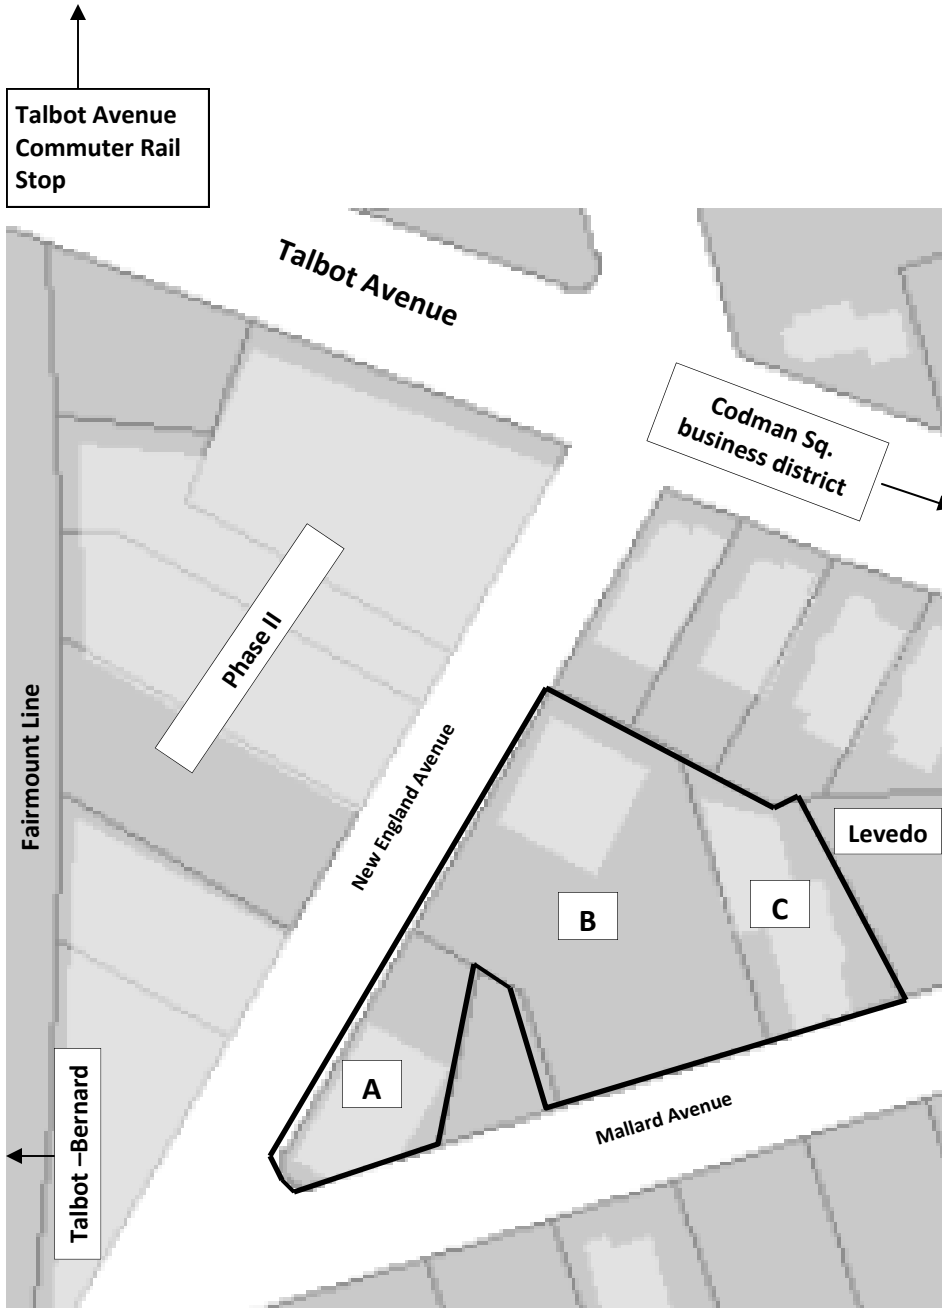 Talbot Avenue
Commuter Rail
Stop
Talbot Avenue
Codman Sq.
business district
Phase II
Fairmount Line
New England Avenue
Levedo
B
C
A
Mallard Avenue
Talbot –Bernard